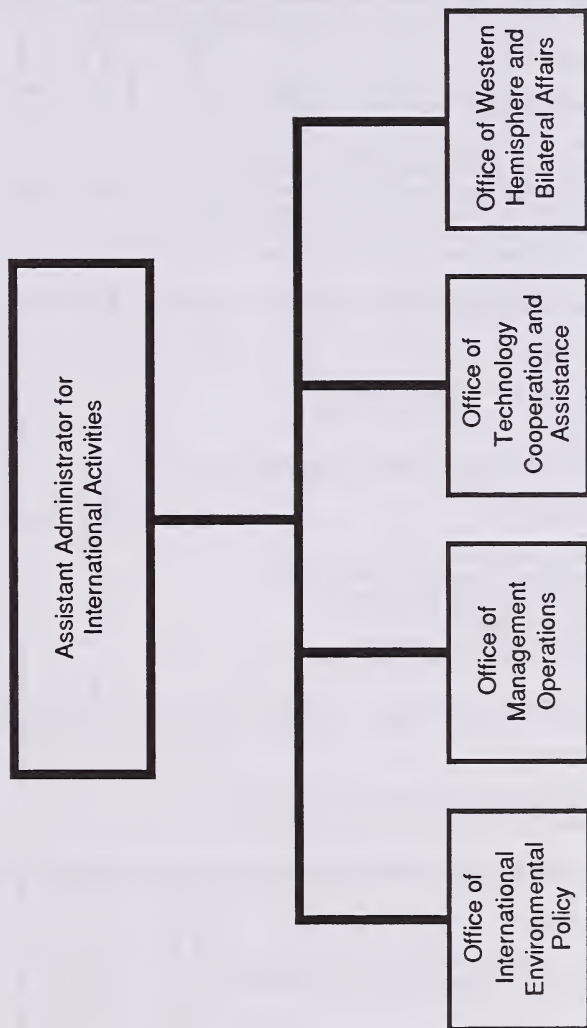 Assistant Administrator for
International Activities
Office of
International
Environmental
Policy
Office of
Management
Operations
Office of
Technology
Cooperation and
Assistance
Office of Western
Hemisphere and
Bilateral Affairs